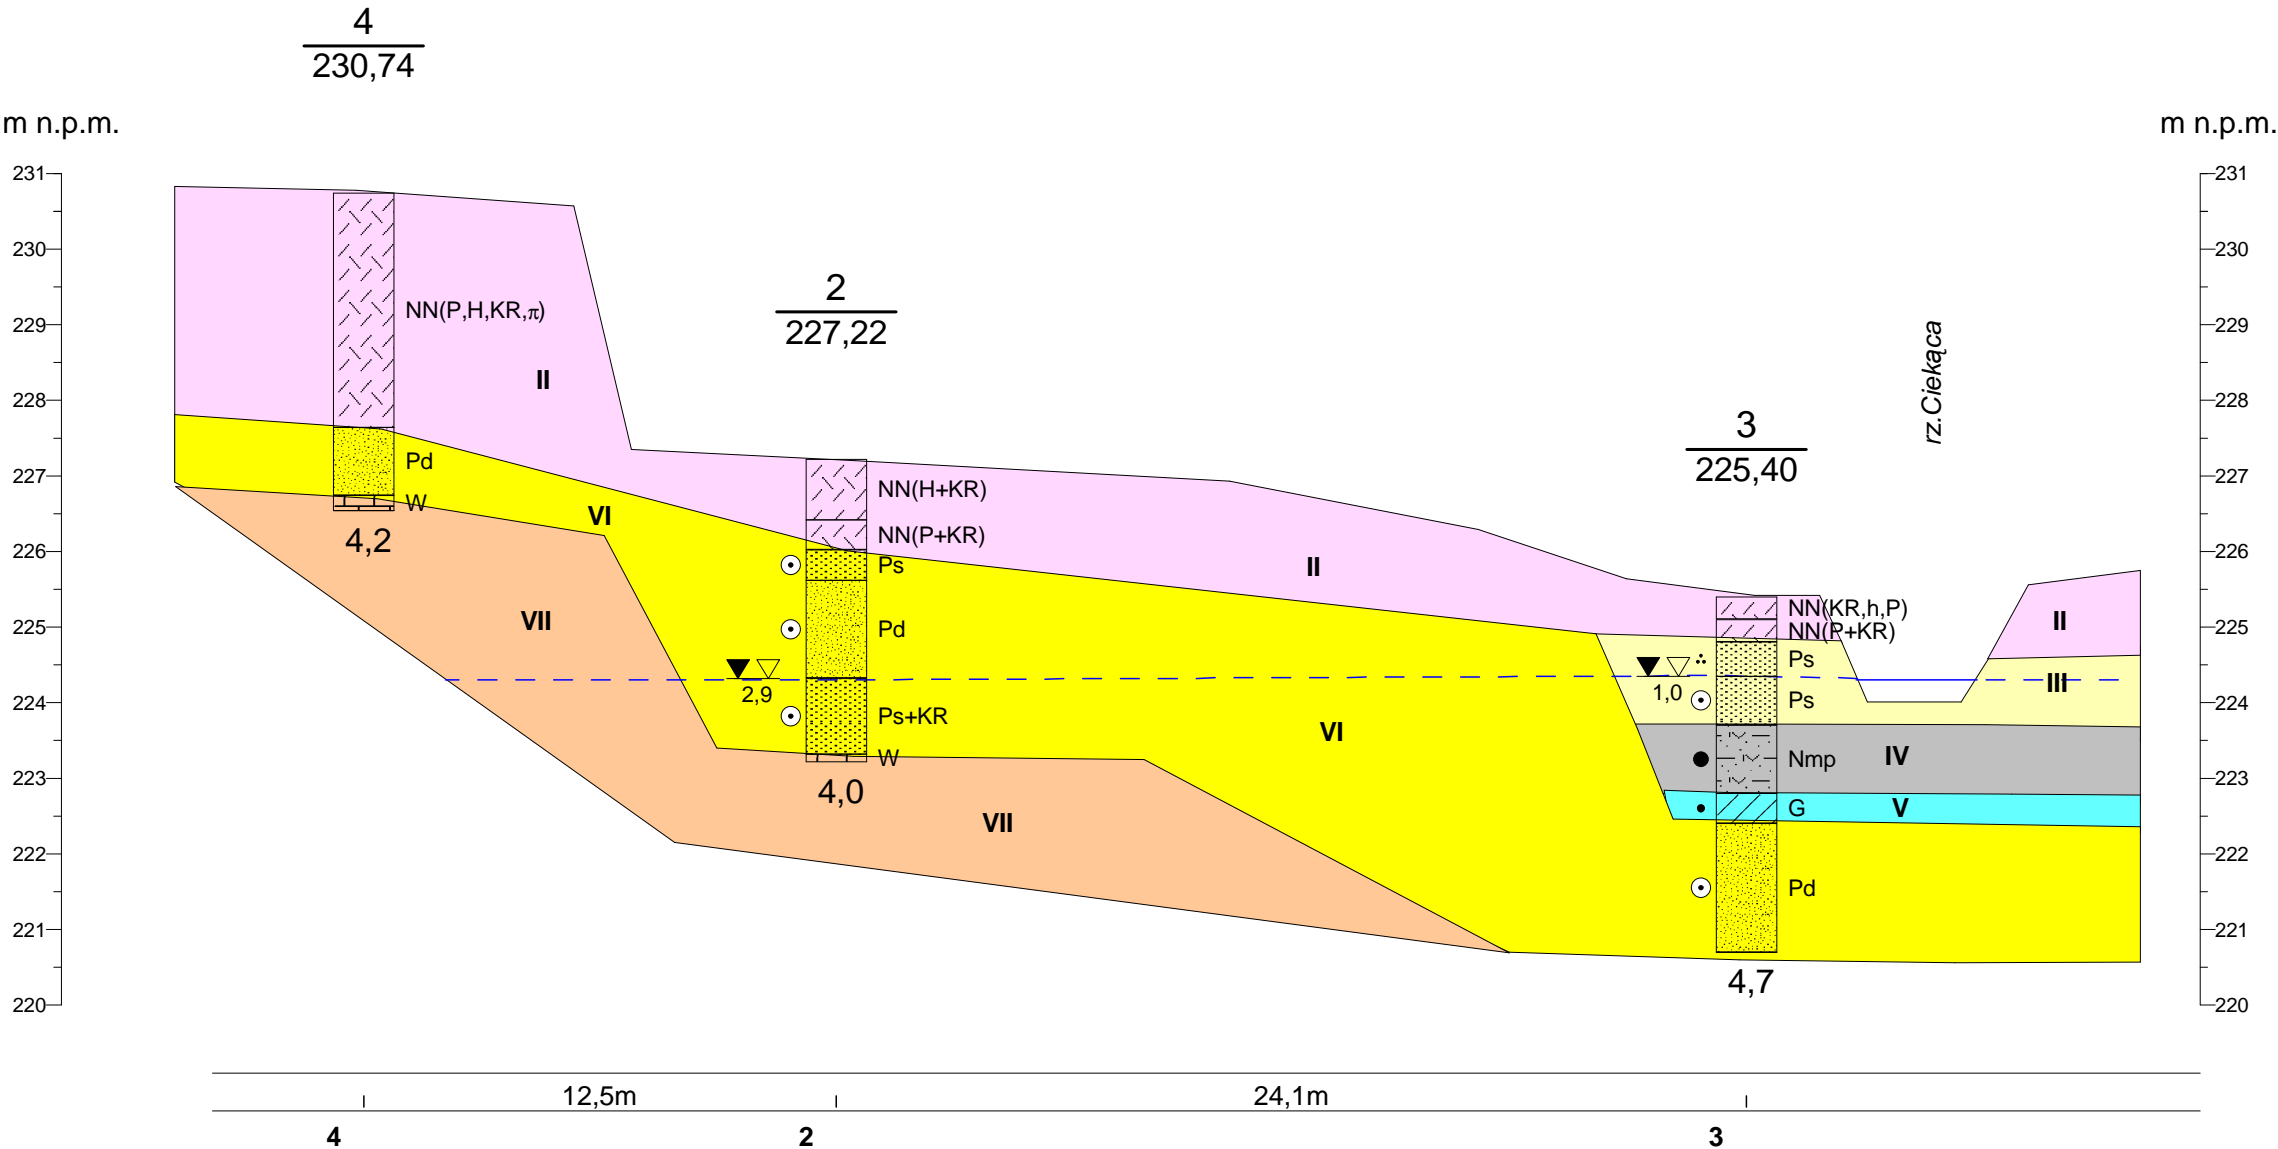 4
230,74
m n.p.m.
m n.p.m.
231
230
229
228
227
226
225
224
223
222
221
220
NN(P,H,KR,π)
II
Pd
W
4,2
VI
VII
2
227,22
NN(H+KR)
NN(P+KR)
Ps
Pd
2,9
Ps+KR
W
4,0
II
VI
VII
3
225,40
rz.Ciekąca
NN(KR,h,P)
NN(P+KR)
Ps
1,0
Ps
Nmp
G
Pd
4,7
II
III
IV
V
231
230
229
228
227
226
225
224
223
222
221
220
12,5m
24,1m
4
2
3